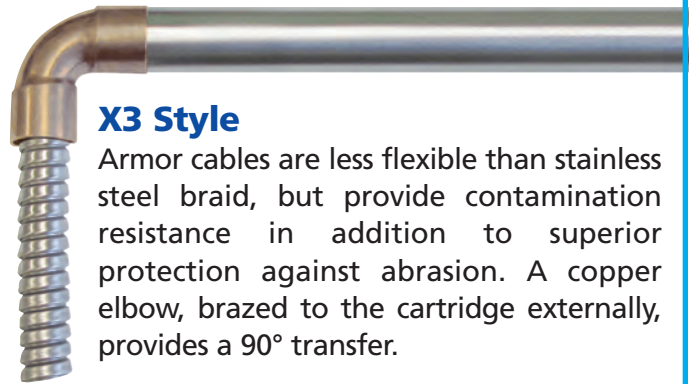 X3 Style
Armor cables are less flexible than stainless
steel braid, but provide contamination
resistance in addition to superior
protection against abrasion. A copper
elbow, brazed to the cartridge externally,
provides a 90° transfer.